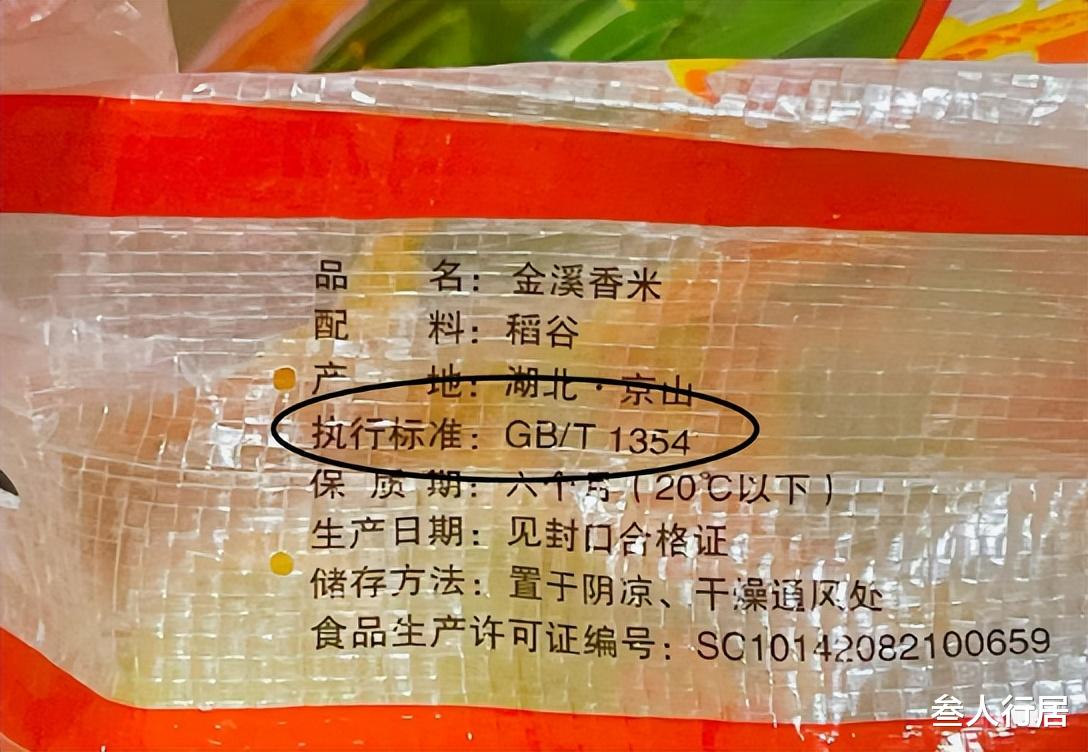 品名：金溪香米
配料：稻谷
产地：湖北·京山
执行标准：GB/T 1354
保质期：六个月（20℃以下）
生产日期：见封口合格证
储存方法：置于阴凉、干燥通风处
食品生产许可证编号：SC10142082100659
叁人行居